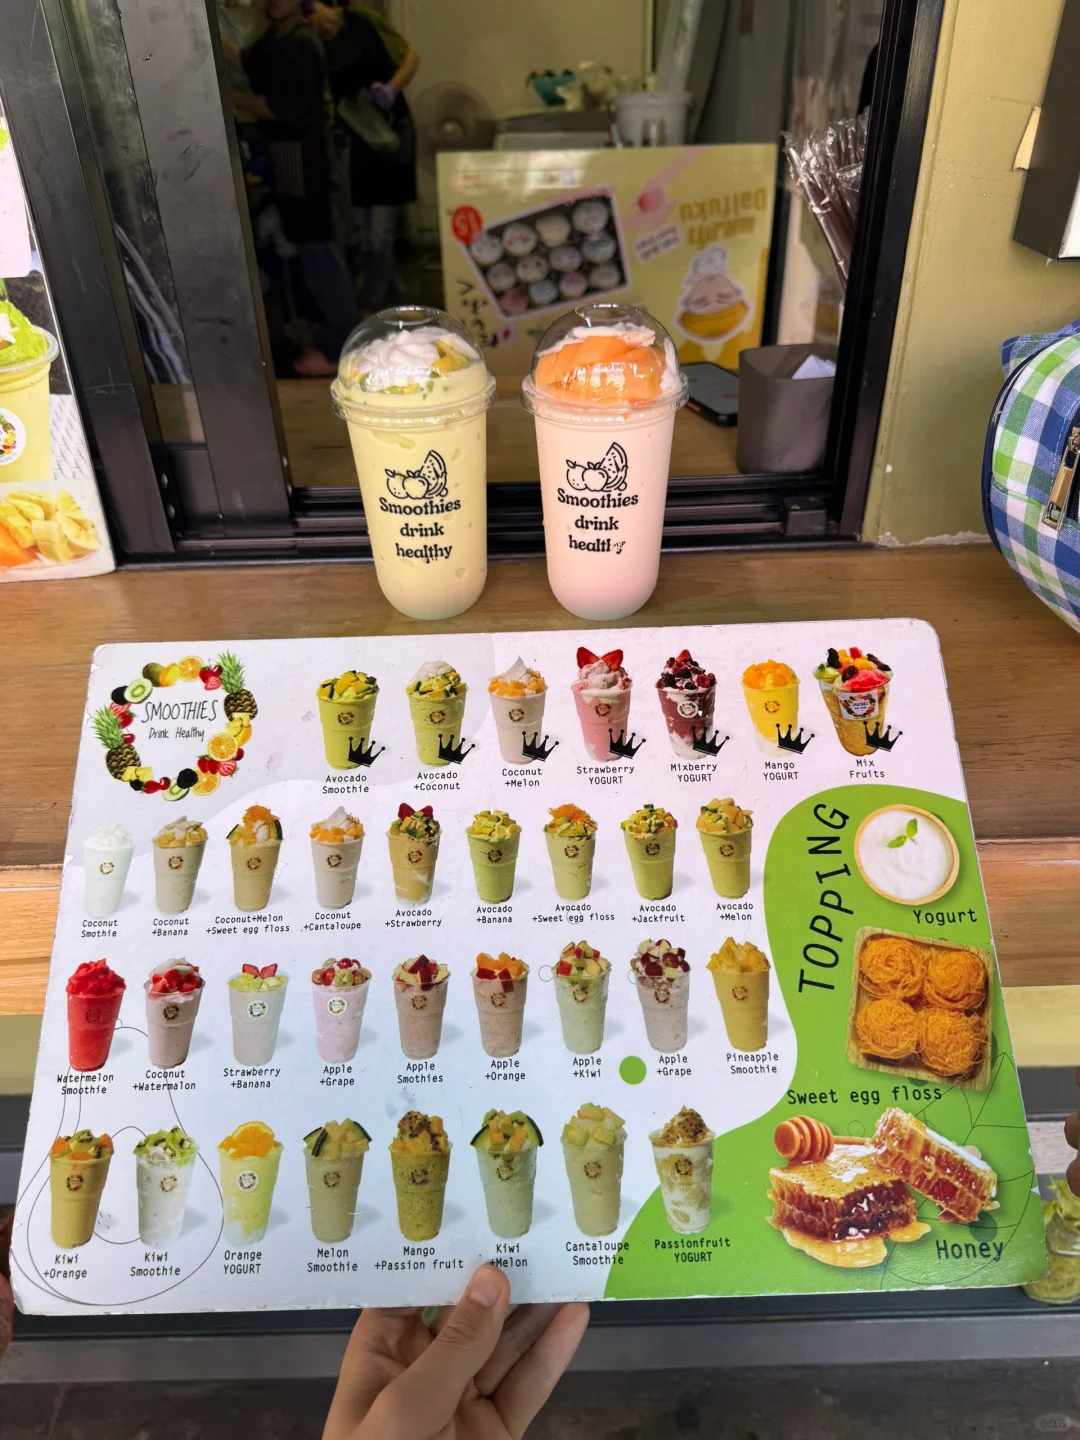 Daifuku
Smoothies
drink
healthy
Smoothies
drink
SMOOTHIES
Drink Healthy
Avocado
Smoothie
Avocado
+Coconut
Coconut
+Melon
Strawberry
YOGURT
Mixberry
YOGURT
Mango
YOGURT
Mix
Fruits
Coconut
Smothie
Coconut
+Banana
Coconut+Melon
+Sweet egg floss
Coconut
+Cantaloupe
Avocado
+Strawberry
Avocado
+Banana
Avocado
+Sweet egg floss
Avocado
+Jackfruit
Avocado
+Melon
TOPPING
Yogurt
Watermelon
Smoothie
Coconut
+Watermalon
Strawberry
+Banana
Apple
+Grape
Apple
Smothies
Apple
+Orange
Apple
+Kiwi
Apple
+Grape
Pineapple
Smoothie
Sweet egg floss
Kiwi
+Orange
Kiwi
Smoothie
Orange
YOGURT
Melon
Smoothie
Mango
+Passion fruit
Kiwi
+Melon
Cantaloupe
Smoothie
Passionfruit
YOGURT
Honey